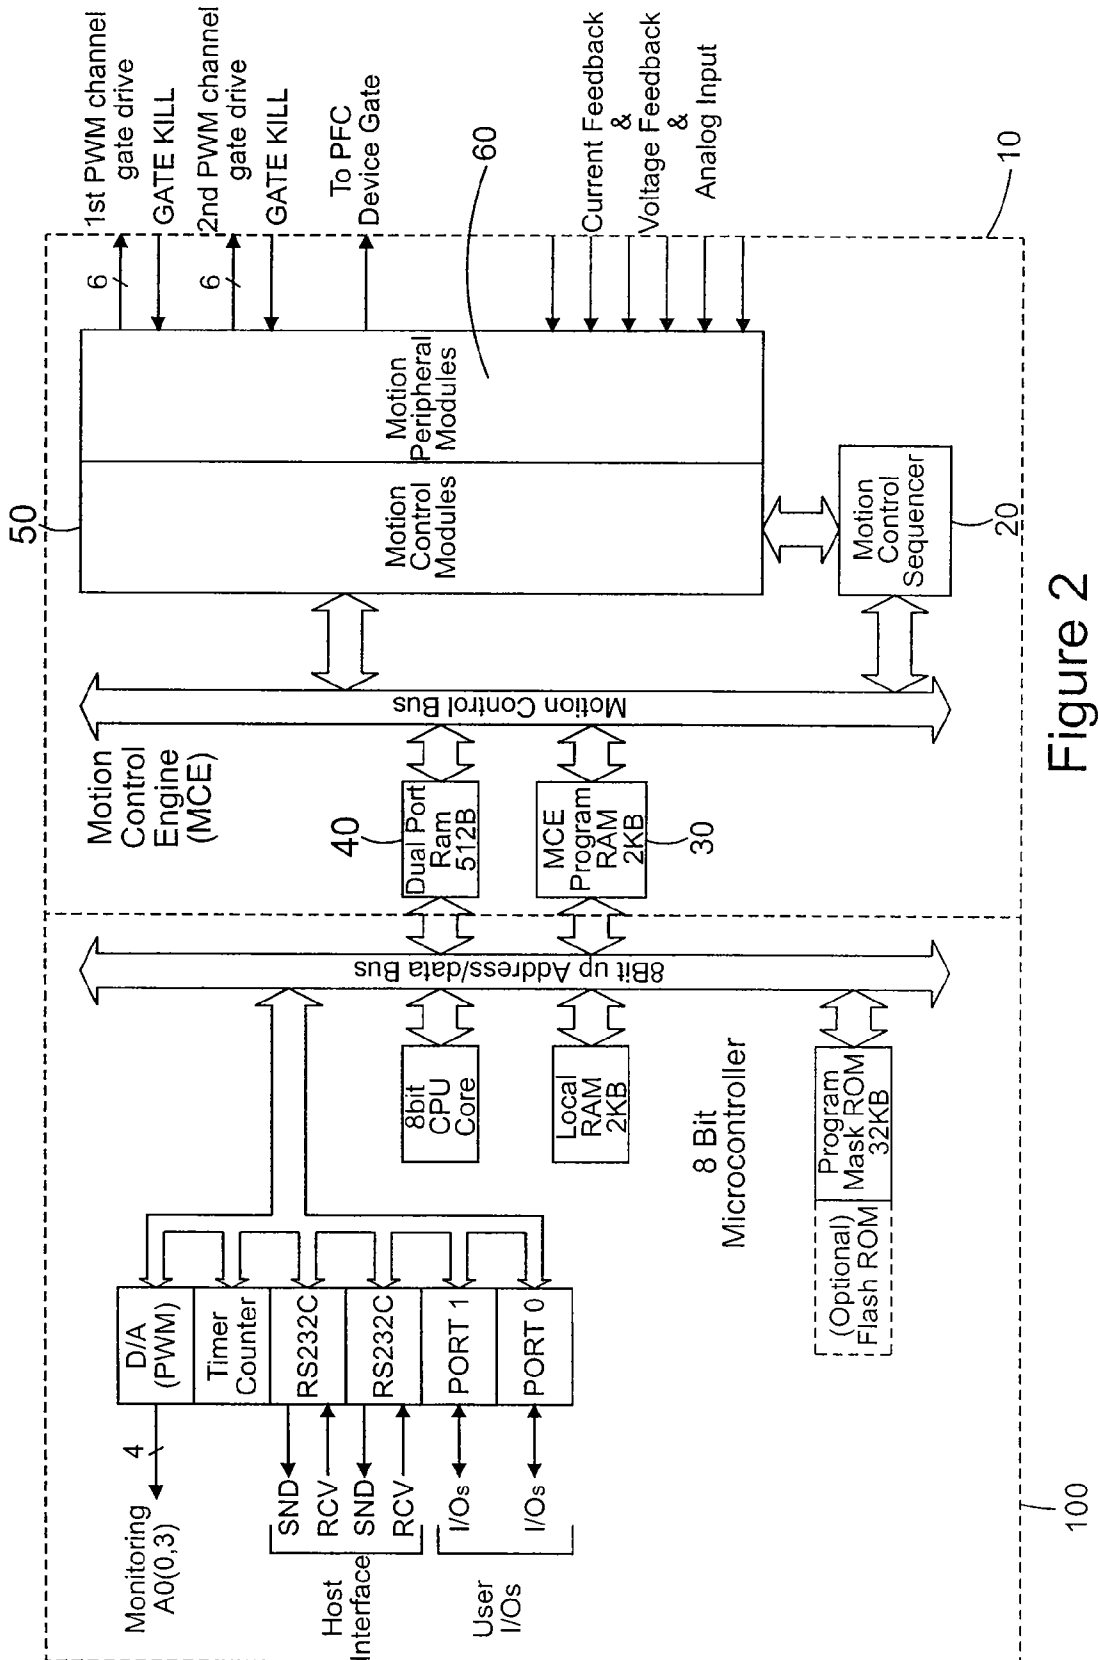 Monitoring
A0(0,3)
4
D/A
(PWM)
Timer
Counter
SND
RCV
RS232C
SND
RCV
RS232C
Host
Interface
I/Os
PORT 1
I/Os
PORT 0
User
I/Os
8bit
CPU
Core
Local
RAM
2KB
8 Bit
Microcontroller
(Optional)
Flash ROM
Program
Mask ROM
32KB
100
8Bit up Address/data Bus
Motion
Control
Engine
(MCE)
40
Dual Port
Ram
512B
MCE
Program
RAM
2KB
30
Motion Control Bus
50
Motion
Control
Modules
Motion
Peripheral
Modules
60
Motion
Control
Sequencer
20
6
1st PWM channel
gate drive
GATE KILL
6
2nd PWM channel
gate drive
GATE KILL
To PFC
Device Gate
Current Feedback
&
Voltage Feedback
&
Analog Input
10
Figure 2